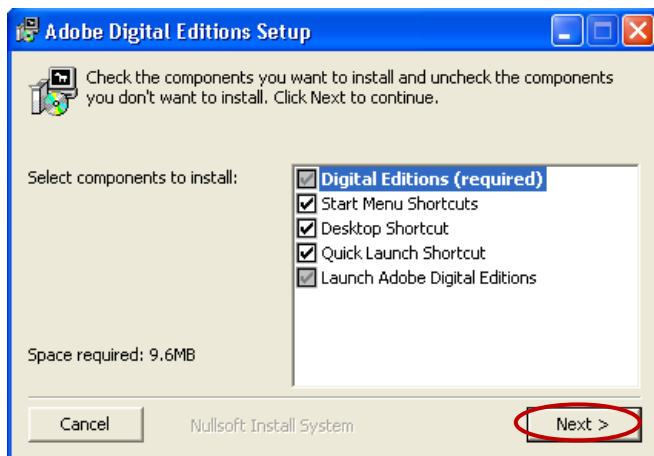 Adobe Digital Editions Setup
Check the components you want to install and uncheck the components
you don't want to install. Click Next to continue.
Select components to install:
Digital Editions (required)
Start Menu Shortcuts
Desktop Shortcut
Quick Launch Shortcut
Launch Adobe Digital Editions
Space required: 9.6MB
Cancel
Nullsoft Install System
Next >